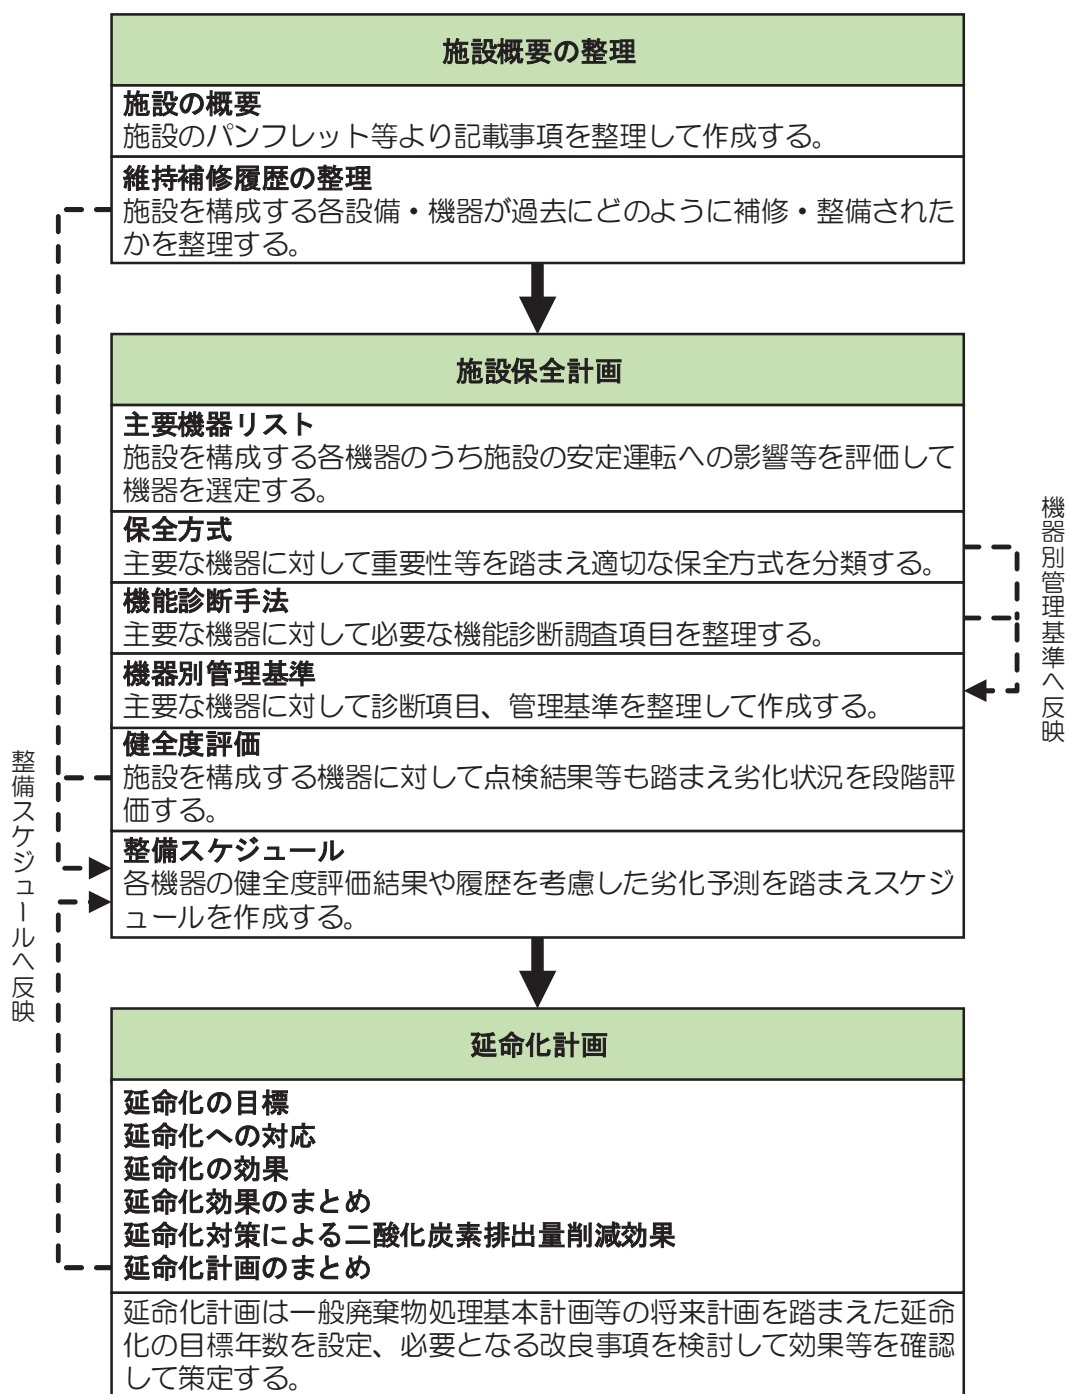 施設概要の整理
施設の概要
施設のパンフレット等より記載事項を整理して作成する。
維持補修履歴の整理
施設を構成する各設備・機器が過去にどのように補修・整備された
かを整理する。
施設保全計画
主要機器リスト
施設を構成する各機器のうち施設の安定運転への影響等を評価して
機器を選定する。
保全方式
主要な機器に対して重要性等を踏まえ適切な保全方式を分類する。
機能診断手法
主要な機器に対して必要な機能診断調査項目を整理する。
機器別管理基準
主要な機器に対して診断項目、管理基準を整理して作成する。
健全度評価
施設を構成する機器に対して点検結果等も踏まえ劣化状況を段階評
価する。
整備スケジュール
各機器の健全度評価結果や履歴を考慮した劣化予測を踏まえスケジ
ュールを作成する。
機器別管理基準へ反映
整備スケジュールへ反映
延命化計画
延命化の目標
延命化への対応
延命化の効果
延命化効果のまとめ
延命化対策による二酸化炭素排出量削減効果
延命化計画のまとめ
延命化計画は一般廃棄物処理基本計画等の将来計画を踏まえた延命
化の目標年数を設定、必要となる改良事項を検討して効果等を確認
して策定する。